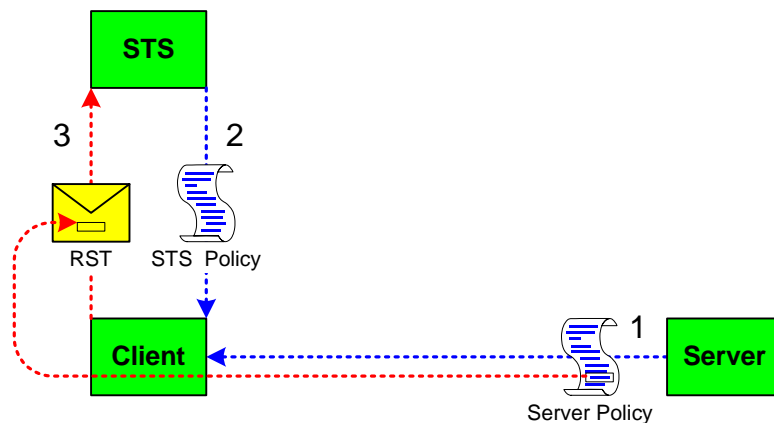 STS
3
2
RST
STS Policy
1
Client
Server
Server Policy